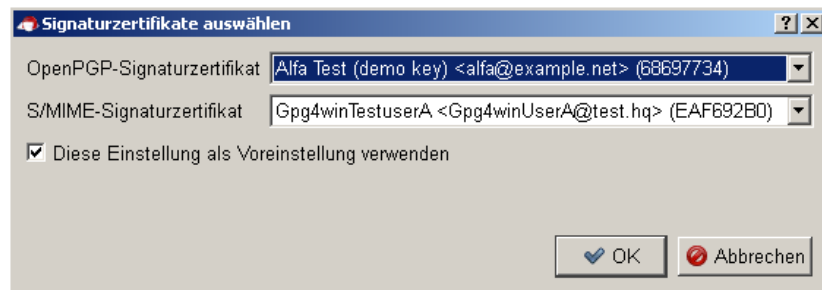 Signaturzertifikate auswählen
OpenPGP-Signaturzertifikat Alfa Test (demo key) <alfa@example.net> (68697734)
S/MIME-Signaturzertifikat Gpg4winTestuserA <Gpg4winUserA@test.hq> (EAF692B0)
Diese Einstellung als Voreinstellung verwenden
OK Abbrechen